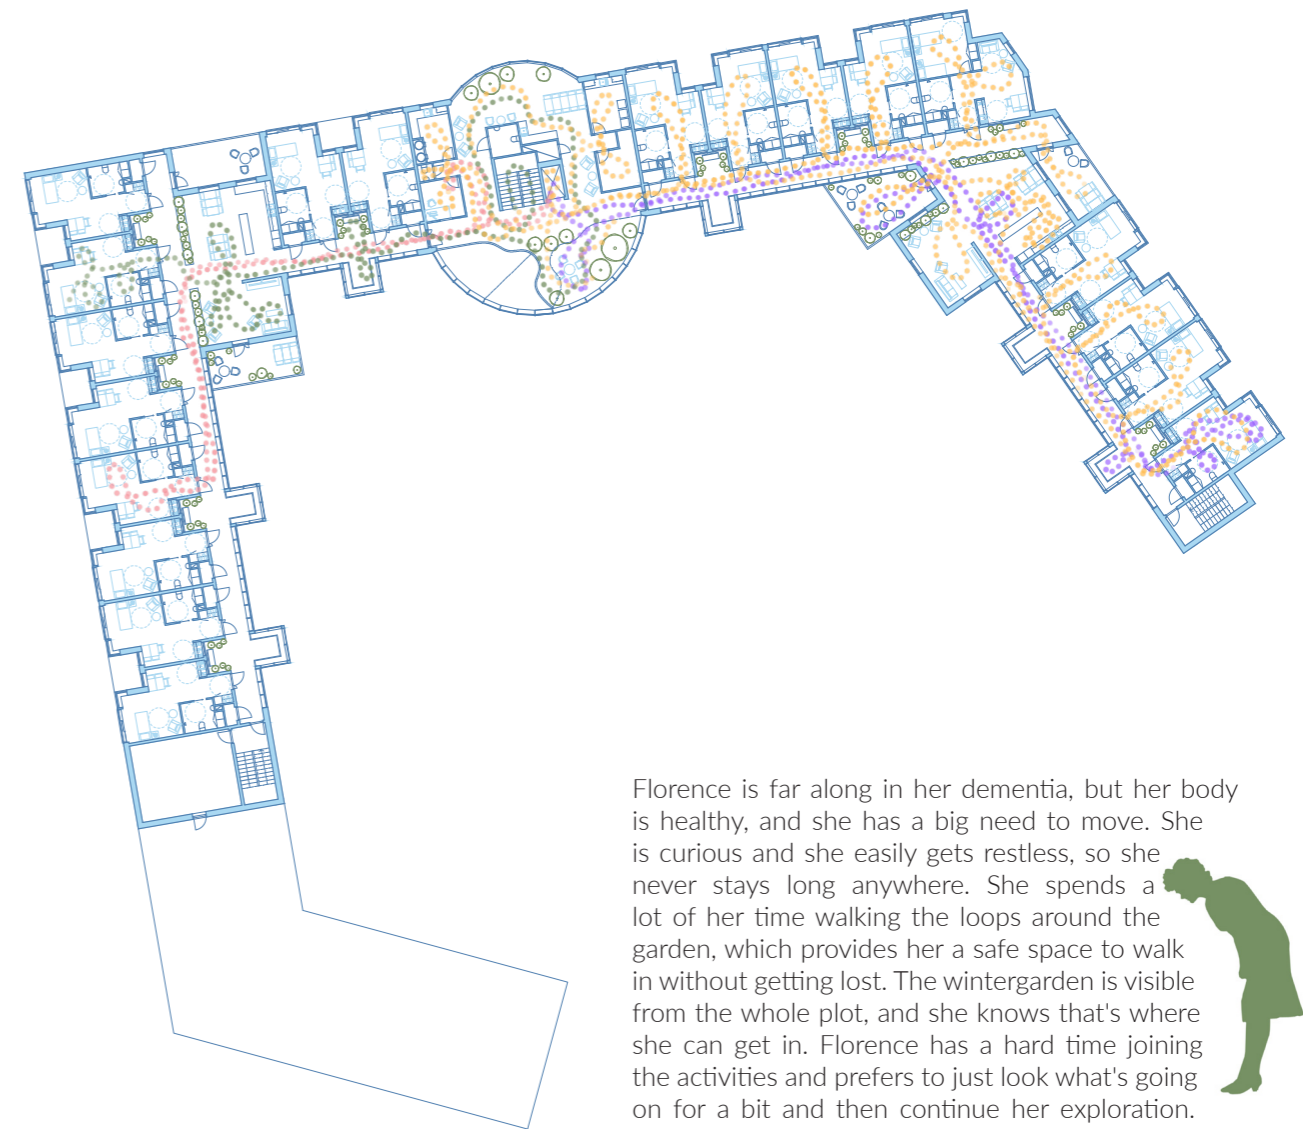 Florence is far along in her dementia, but her body
is healthy, and she has a big need to move. She
is curious and she easily gets restless, so she
never stays long anywhere. She spends a
lot of her time walking the loops around the
garden, which provides her a safe space to walk
in without getting lost. The wintergarden is visible
from the whole plot, and she knows that's where
she can get in. Florence has a hard time joining
the activities and prefers to just look what's going
on for a bit and then continue her exploration.